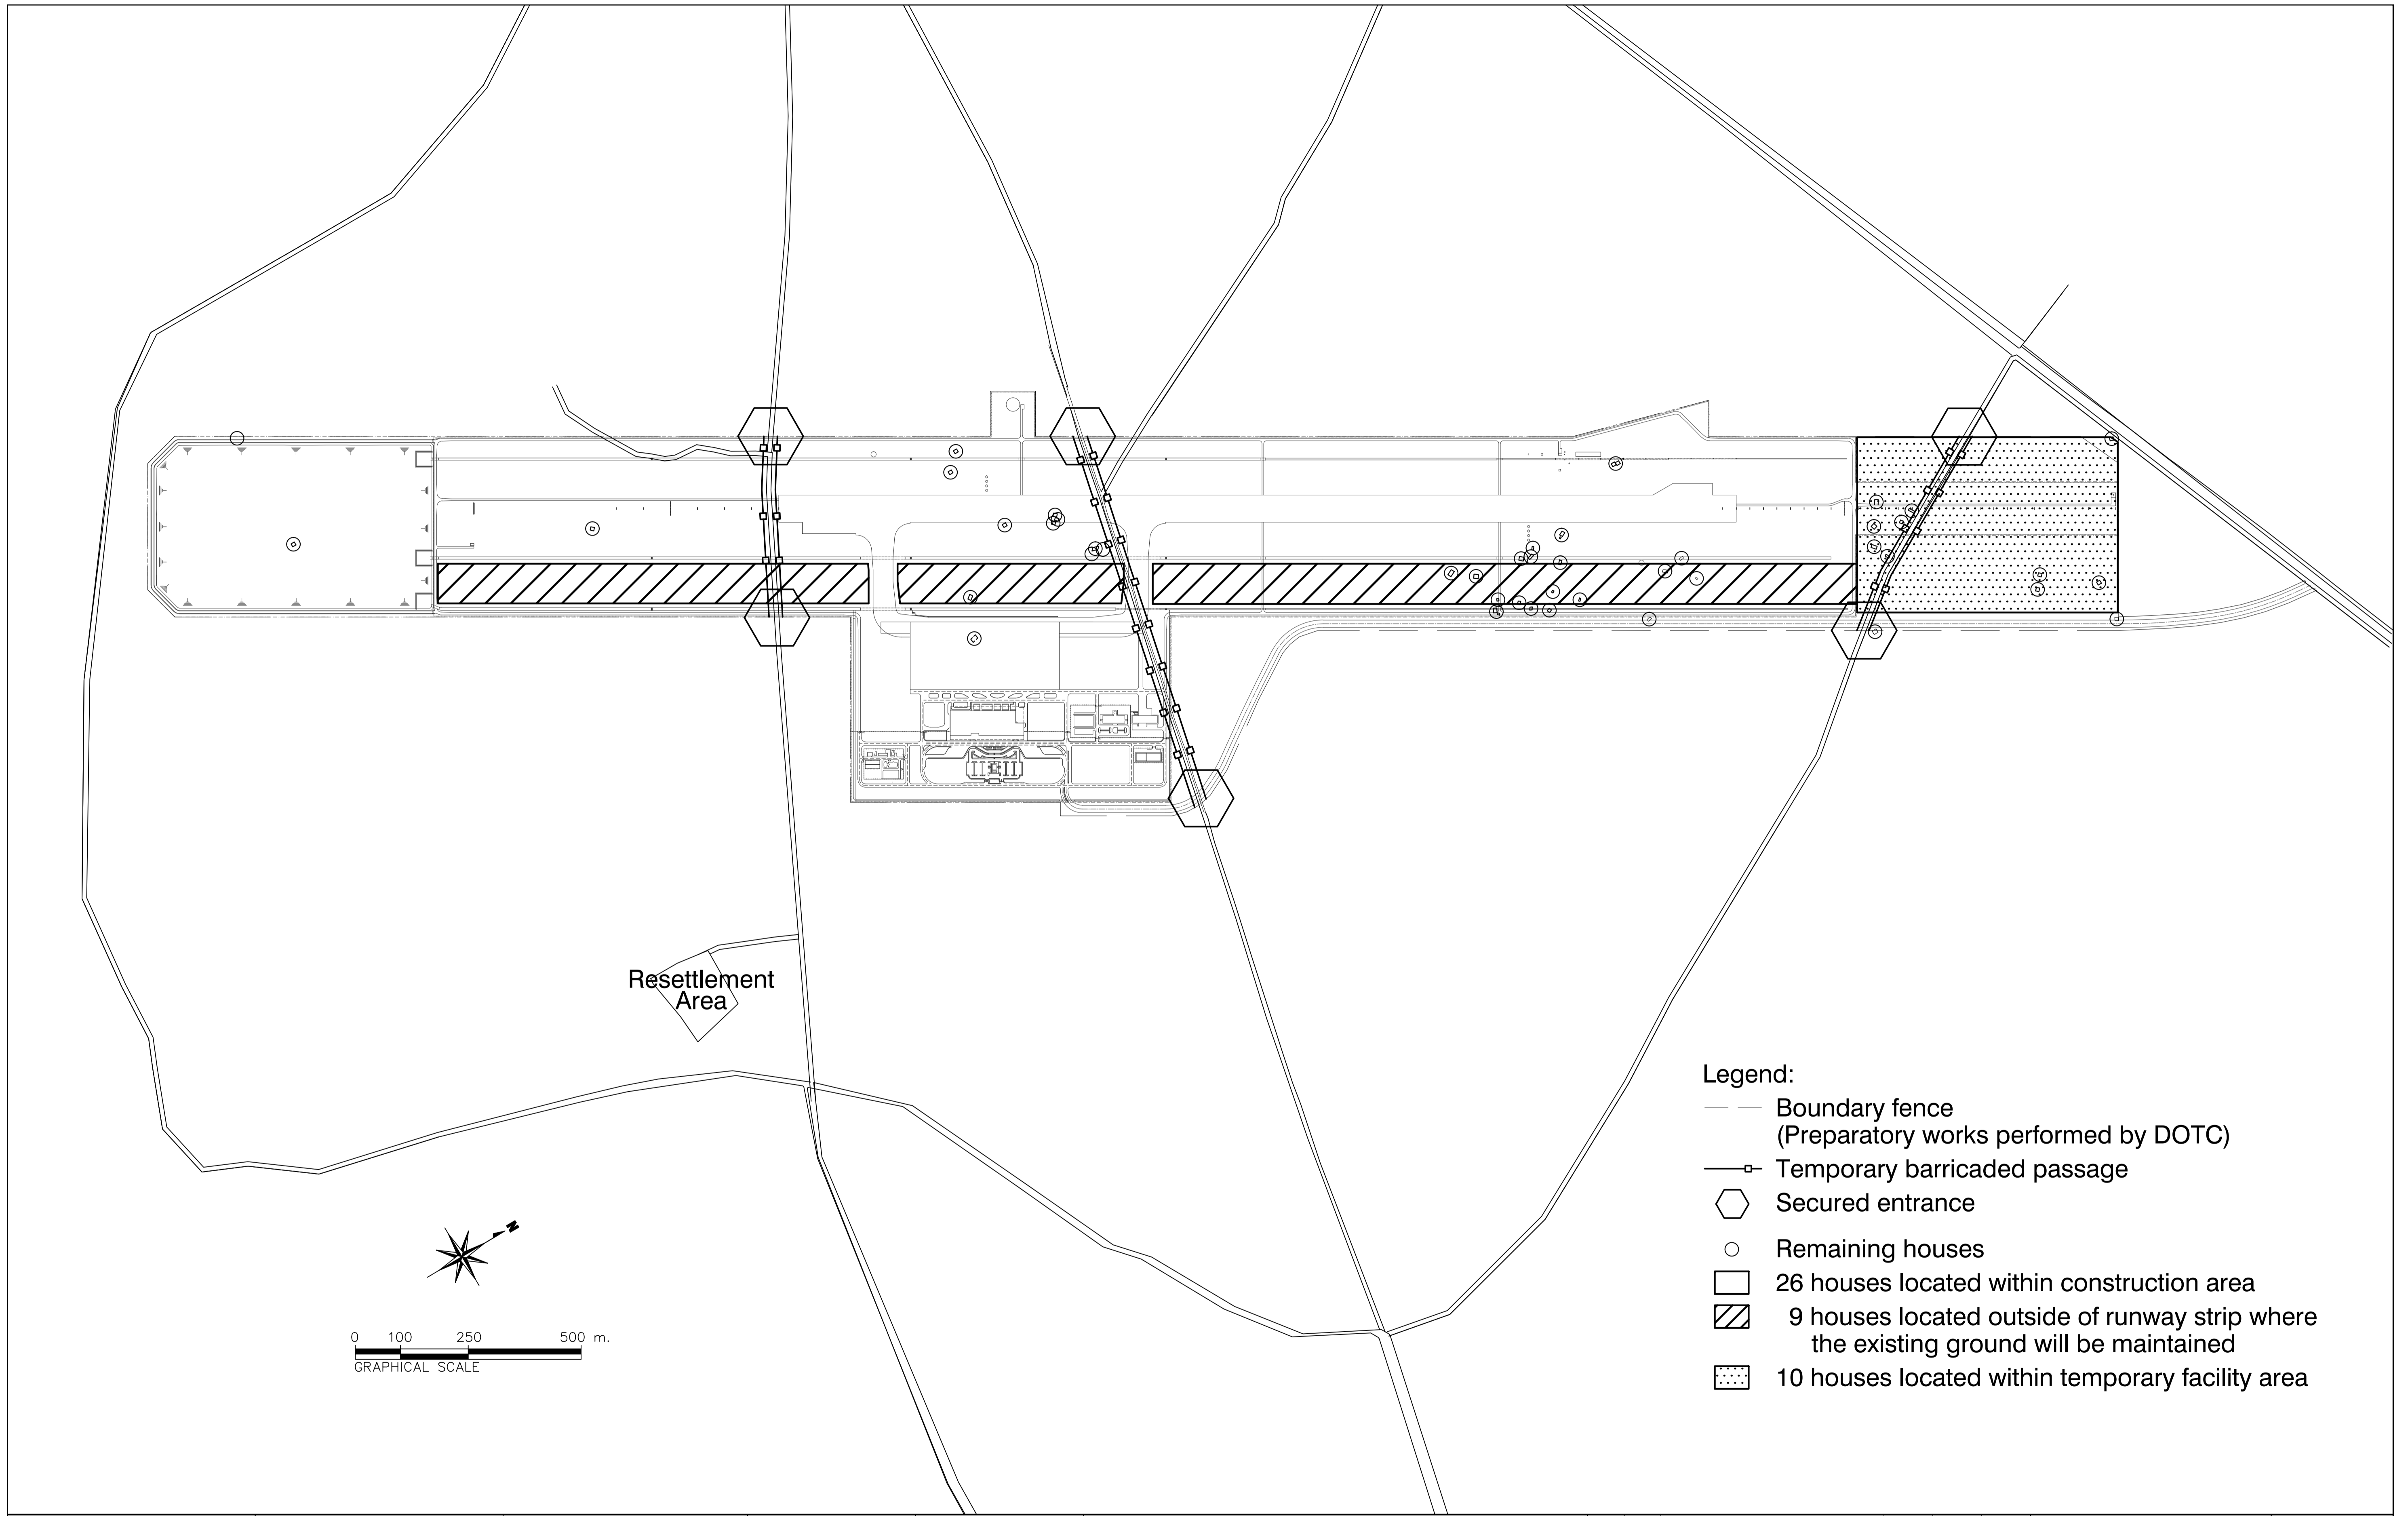 Resettlement
Area
N
0 100 250 500 m.
GRAPHICAL SCALE
Legend:
Boundary fence
(Preparatory works performed by DOTC)
Temporary barricaded passage
Secured entrance
Remaining houses
26 houses located within construction area
9 houses located outside of runway strip where
the existing ground will be maintained
10 houses located within temporary facility area